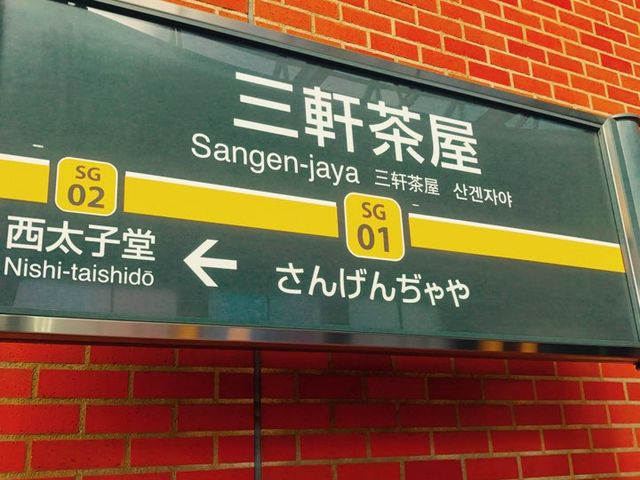 三軒茶屋
Sangen-jaya 三轩茶屋 산겐자야
SG
02
SG
01
西太子堂
Nishi-taishidō
←
さんげんぢゃや